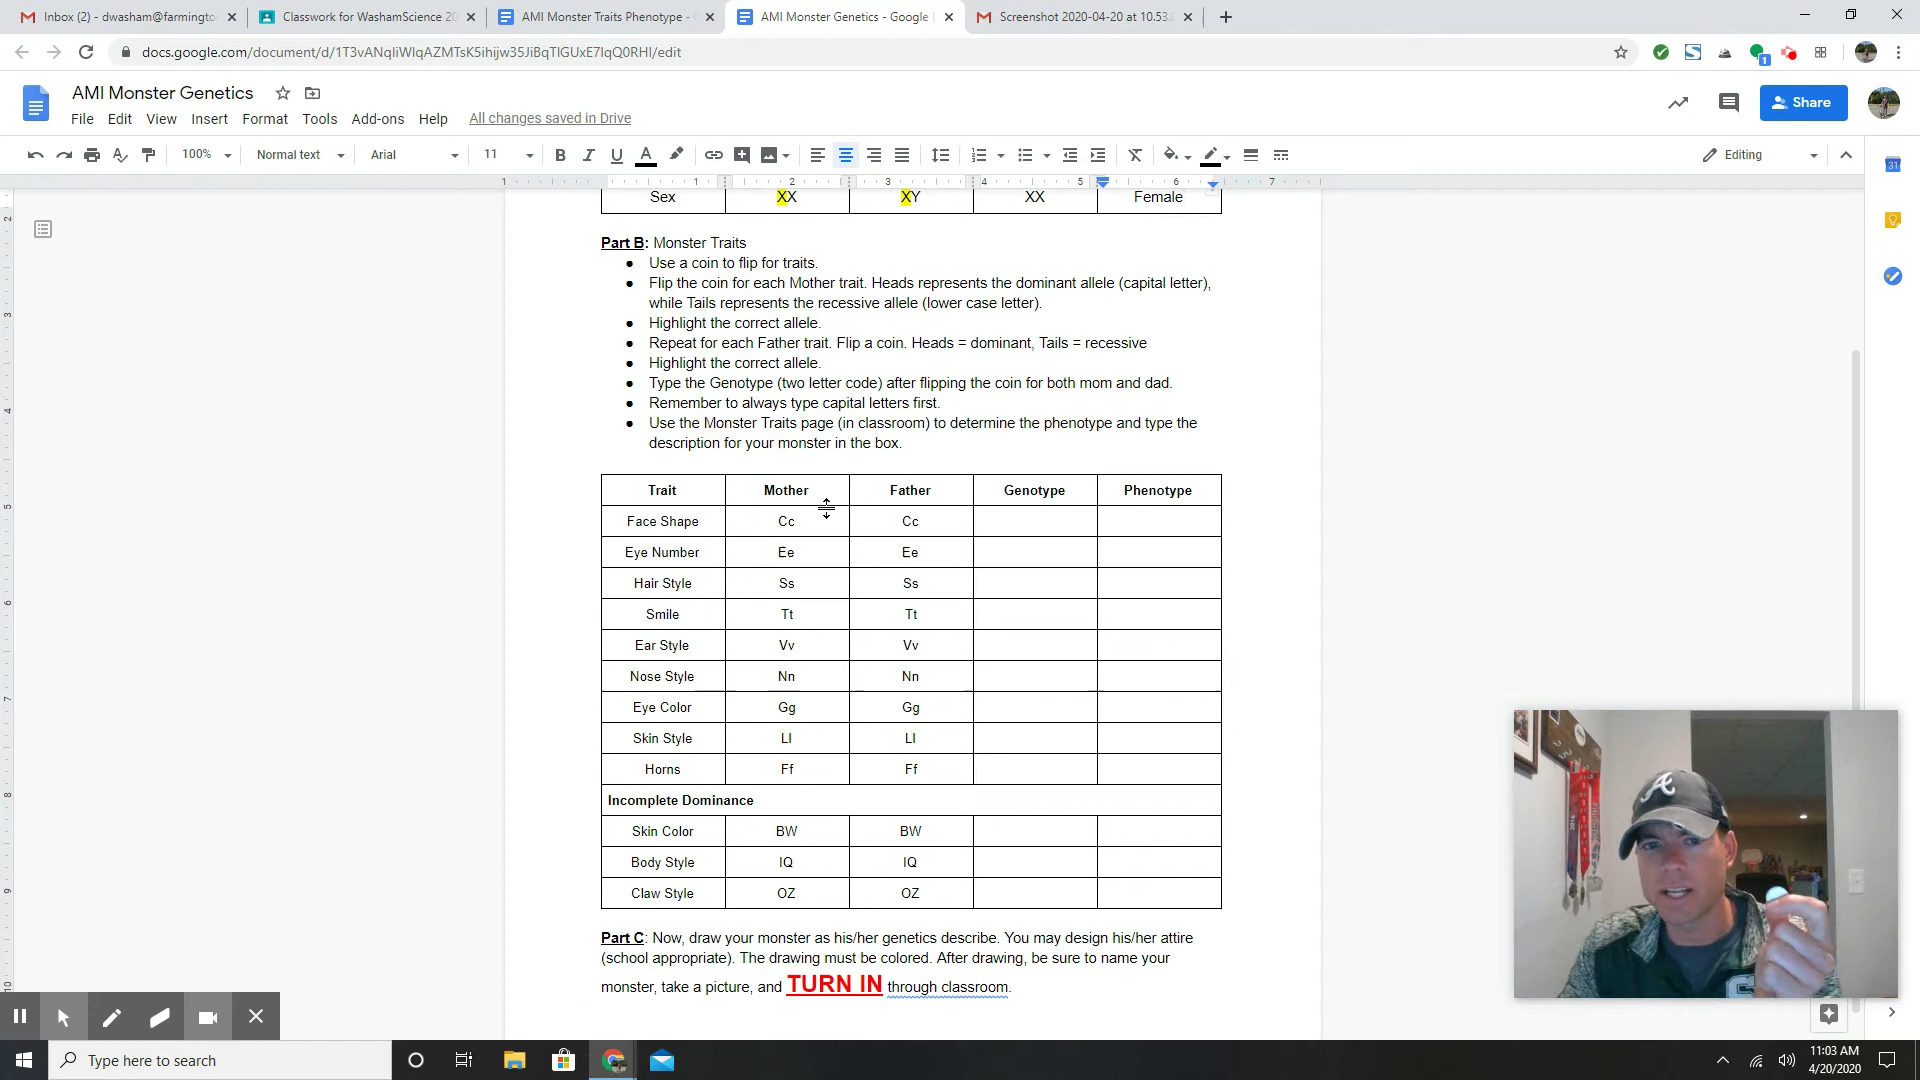 Inbox (2) - dwasham@farmingto
Classwork for WashamScience 20
AMI Monster Traits Phenotype -
AMI Monster Genetics - Google
Screenshot 2020-04-20 at 10.53.
AMI Monster Genetics
File Edit View Insert Format Tools Add-ons Help All changes saved in Drive
Share
100% Normal text Arial 11 Editing
1 1 2 3 4 5 6 7
Sex XX XY XX Female
Part B: Monster Traits
● Use a coin to flip for traits.
● Flip the coin for each Mother trait. Heads represents the dominant allele (capital letter),
while Tails represents the recessive allele (lower case letter).
● Highlight the correct allele.
● Repeat for each Father trait. Flip a coin. Heads = dominant, Tails = recessive
● Highlight the correct allele.
● Type the Genotype (two letter code) after flipping the coin for both mom and dad.
● Remember to always type capital letters first.
● Use the Monster Traits page (in classroom) to determine the phenotype and type the
description for your monster in the box.
Trait Mother Father Genotype Phenotype
Face Shape Cc Cc
Eye Number Ee Ee
Hair Style Ss Ss
Smile Tt Tt
Ear Style Vv Vv
Nose Style Nn Nn
Eye Color Gg Gg
Skin Style Ll Ll
Horns Ff Ff
Incomplete Dominance
Skin Color BW BW
Body Style IQ IQ
Claw Style OZ OZ
Part C: Now, draw your monster as his/her genetics describe. You may design his/her attire
(school appropriate). The drawing must be colored. After drawing, be sure to name your
monster, take a picture, and TURN IN through classroom.
Type here to search
11:03 AM
4/20/2020